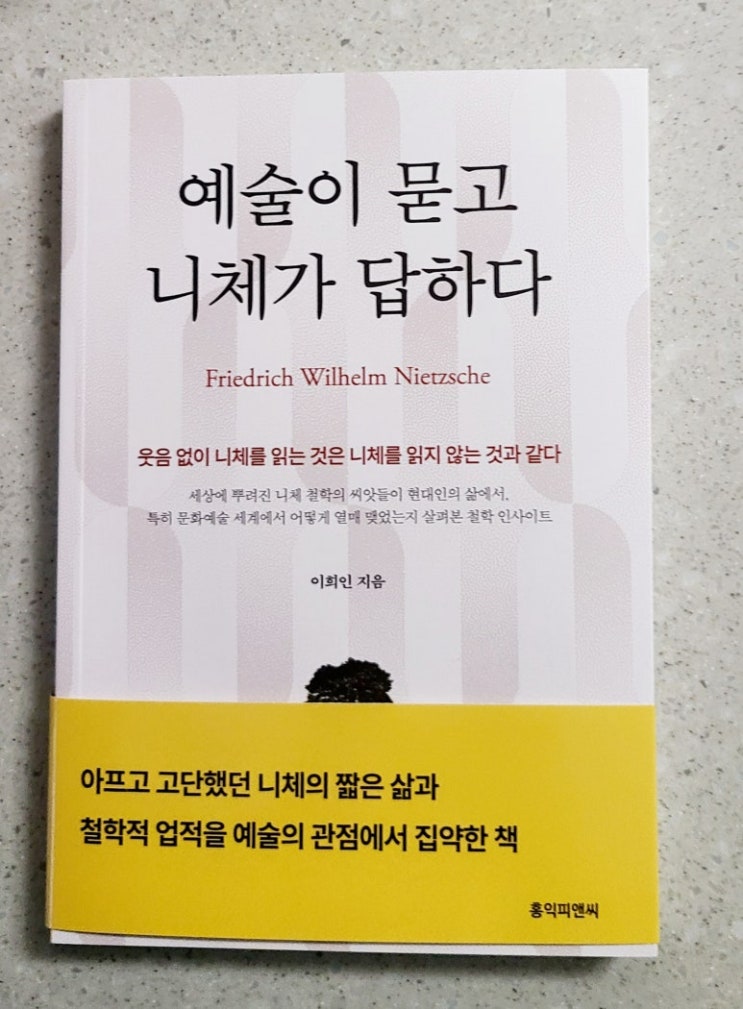 예술이 묻고
니체가 답하다
Friedrich Wilhelm Nietzsche
웃음 없이 니체를 읽는 것은 니체를 읽지 않는 것과 같다
세상에 뿌려진 니체 철학의 씨앗들이 현대인의 삶에서,
특히 문화예술 세계에서 어떻게 열매 맺었는지 살펴본 철학 인사이트
이희인 지음
아프고 고단했던 니체의 짧은 삶과
철학적 업적을 예술의 관점에서 집약한 책
홍익피앤씨